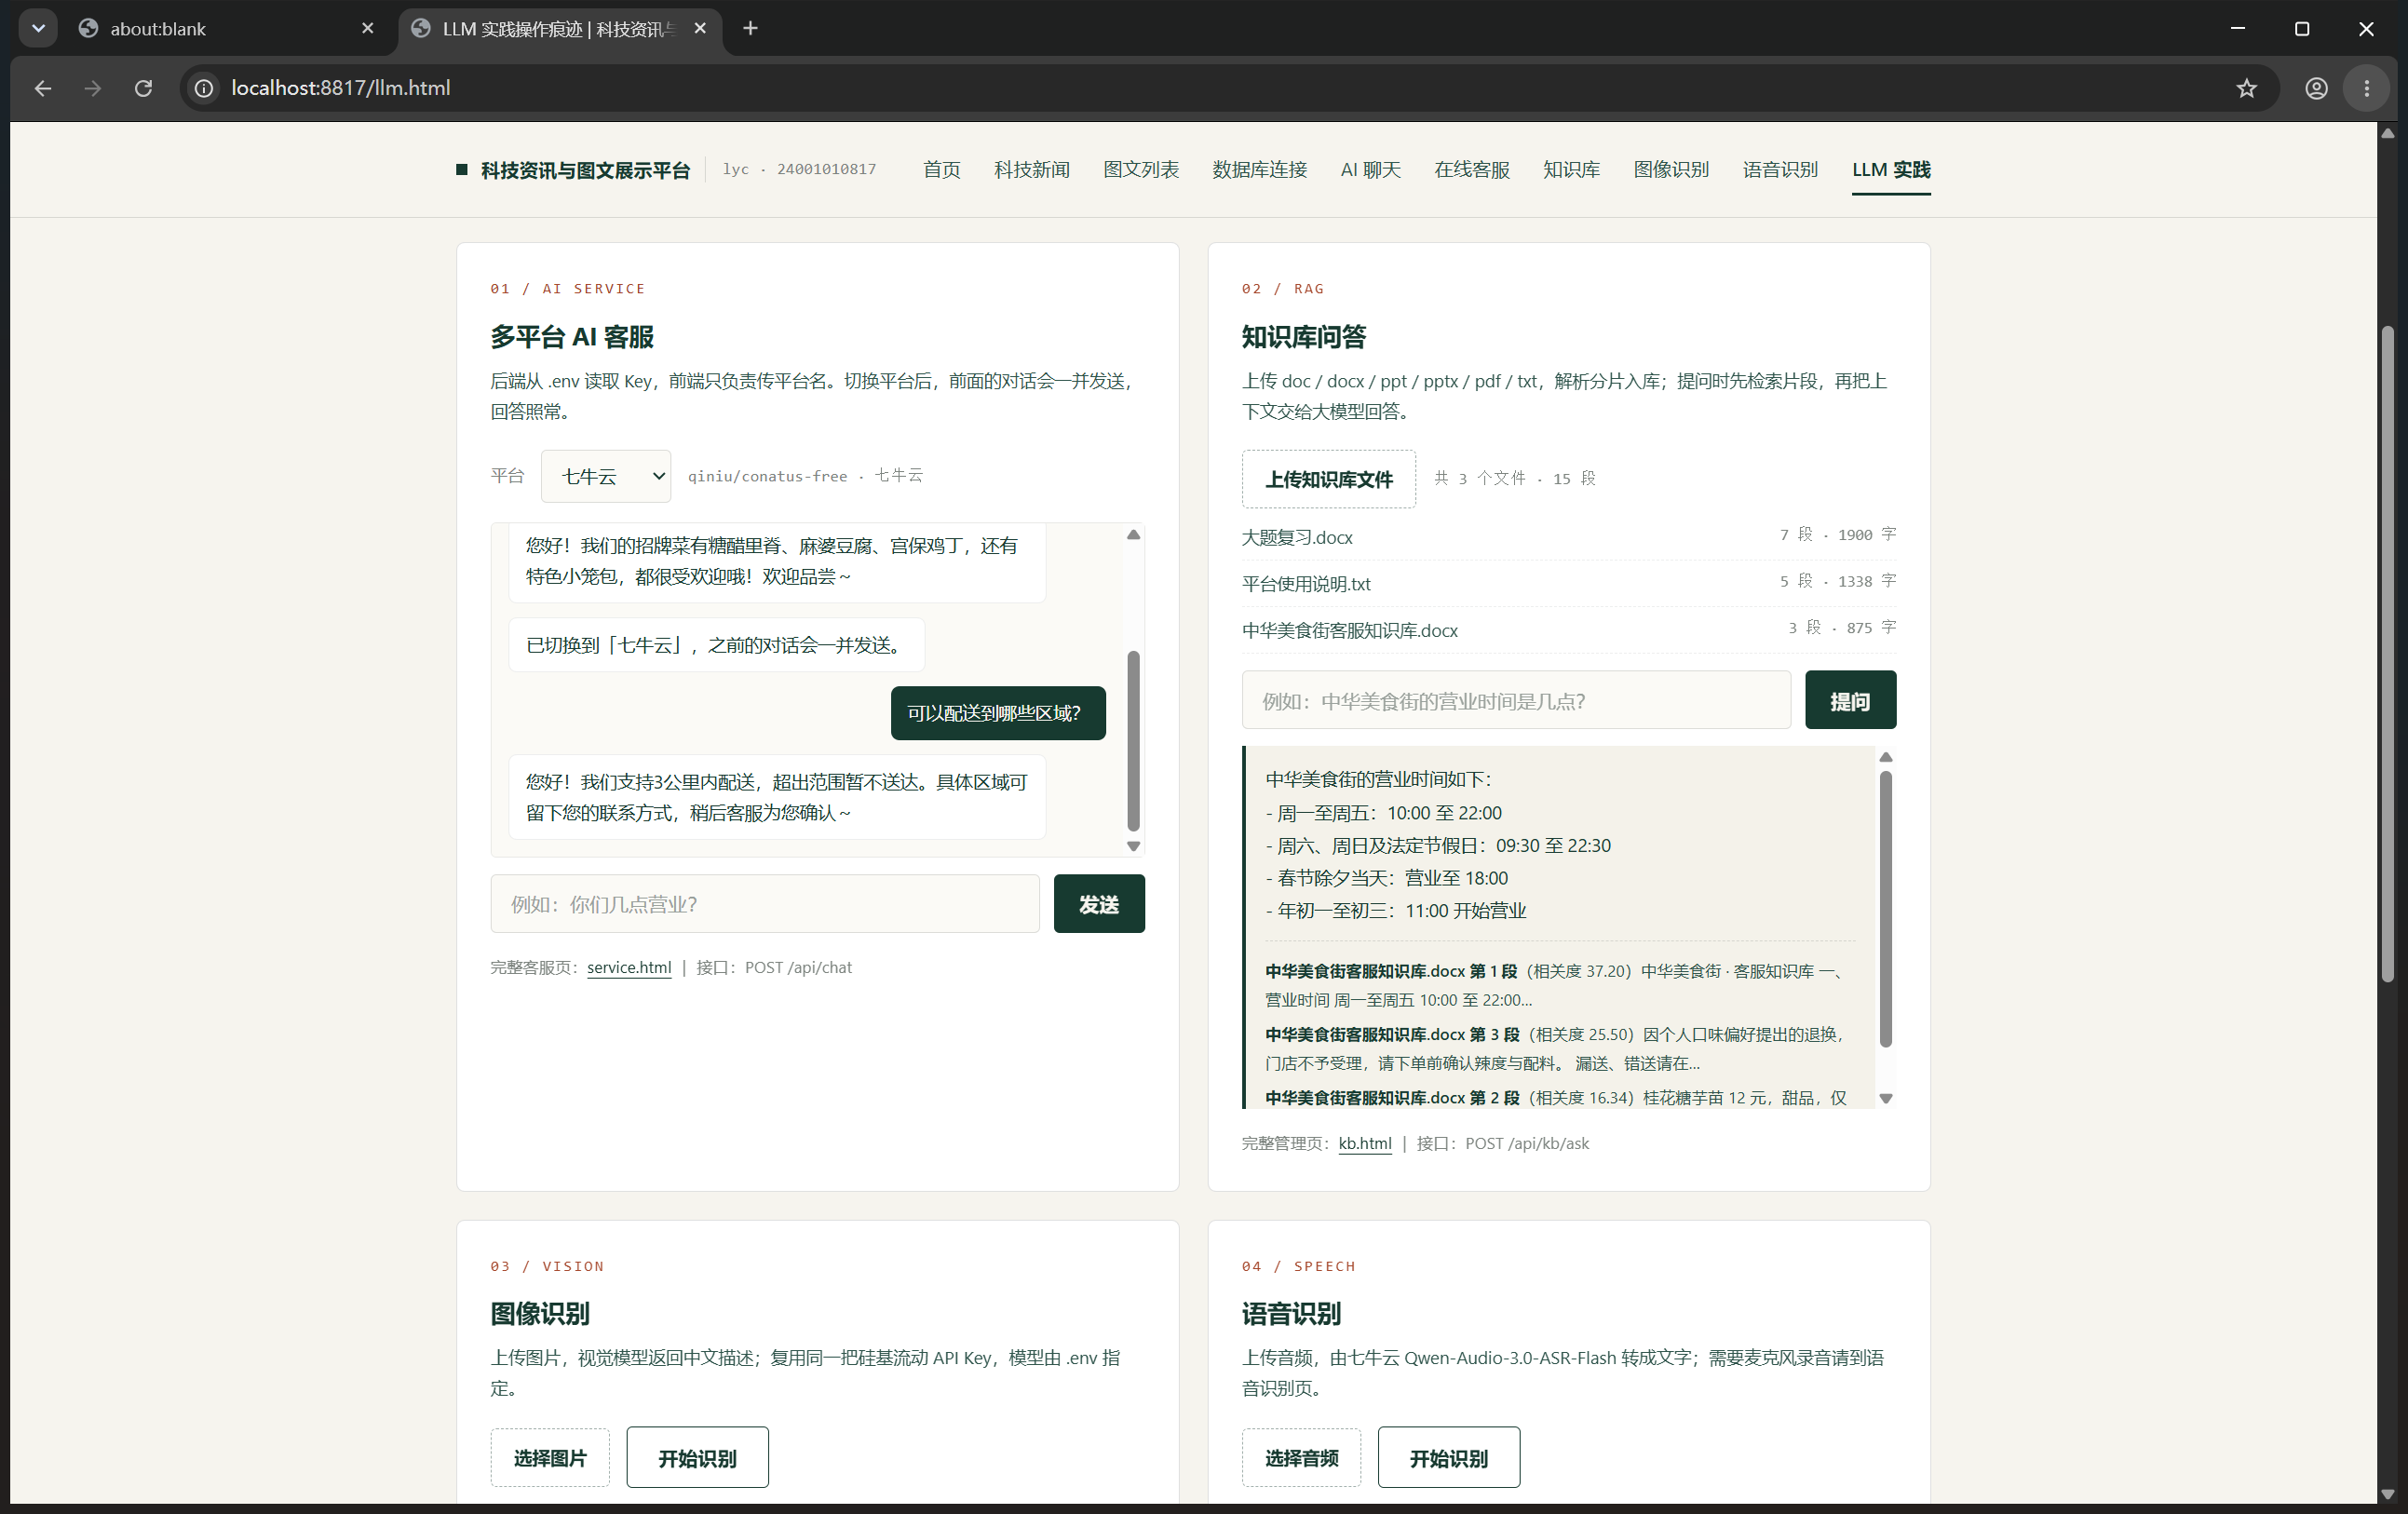 about:blank
LLM 实践操作痕迹 | 科技资讯与
localhost:8817/llm.html
科技资讯与图文展示平台
lyc · 24001010817
首页
科技新闻
图文列表
数据库连接
AI 聊天
在线客服
知识库
图像识别
语音识别
LLM 实践
01 / AI SERVICE
多平台 AI 客服
后端从 .env 读取 Key，前端只负责传平台名。切换平台后，前面的对话会一并发送，
回答照常。
平台
七牛云
qiniu/conatus-free · 七牛云
您好！我们的招牌菜有糖醋里脊、麻婆豆腐、宫保鸡丁，还有
特色小笼包，都很受欢迎哦！欢迎品尝～
已切换到「七牛云」，之前的对话会一并发送。
可以配送到哪些区域？
您好！我们支持3公里内配送，超出范围暂不送达。具体区域可
留下您的联系方式，稍后客服为您确认～
例如：你们几点营业？
发送
完整客服页：service.html | 接口：POST /api/chat
02 / RAG
知识库问答
上传 doc / docx / ppt / pptx / pdf / txt，解析分片入库；提问时先检索片段，再把上
下文交给大模型回答。
上传知识库文件
共 3 个文件 · 15 段
大题复习.docx
7 段 · 1900 字
平台使用说明.txt
5 段 · 1338 字
中华美食街客服知识库.docx
3 段 · 875 字
例如：中华美食街的营业时间是几点？
提问
中华美食街的营业时间如下：
- 周一至周五：10:00 至 22:00
- 周六、周日及法定节假日：09:30 至 22:30
- 春节除夕当天：营业至 18:00
- 年初一至初三：11:00 开始营业
中华美食街客服知识库.docx 第 1 段（相关度 37.20）中华美食街 · 客服知识库 一、
营业时间 周一至周五 10:00 至 22:00...
中华美食街客服知识库.docx 第 3 段（相关度 25.50）因个人口味偏好提出的退换，
门店不予受理，请下单前确认辣度与配料。 漏送、错送请在...
中华美食街客服知识库.docx 第 2 段（相关度 16.34）桂花糖芋苗 12 元，甜品，仅
完整管理页：kb.html | 接口：POST /api/kb/ask
03 / VISION
图像识别
上传图片，视觉模型返回中文描述；复用同一把硅基流动 API Key，模型由 .env 指
定。
选择图片
开始识别
04 / SPEECH
语音识别
上传音频，由七牛云 Qwen-Audio-3.0-ASR-Flash 转成文字；需要麦克风录音请到语
音识别页。
选择音频
开始识别